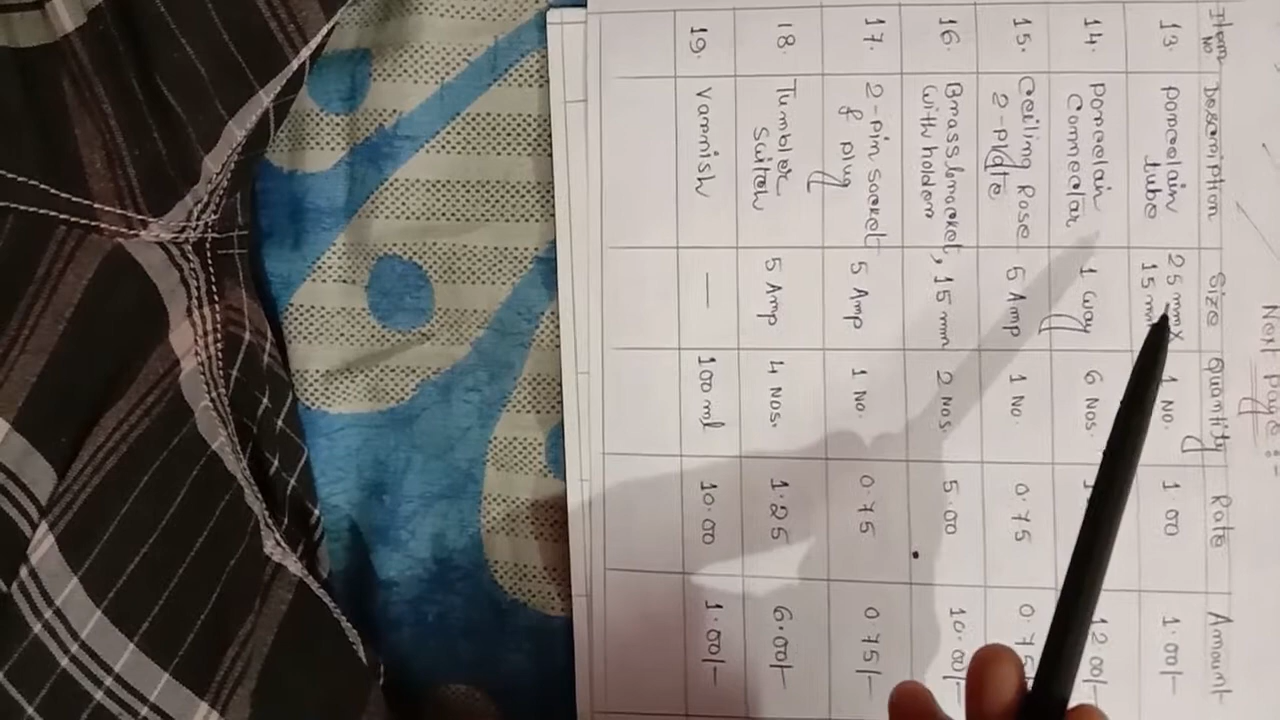 Next page :-
Item No Description Size Quantity Rate Amount
13. porcelain tube 25 mm x 15 mm 1 No. 1.00 1.00/-
14. porcelain Connector 1 way 6 Nos. 12.00/-
15. Ceiling Rose 2-plate 5 Amp 1 No. 0.75 0.75/-
16. Brass bracket, with holder 15 mm 2 Nos. 5.00 10.00/-
17. 2-pin socket & plug 5 Amp 1 No. 0.75 0.75/-
18. Tumbler switch 5 Amp 4 Nos. 1.25 6.00/-
19. Varnish — 100 ml 10.00 1.00/-